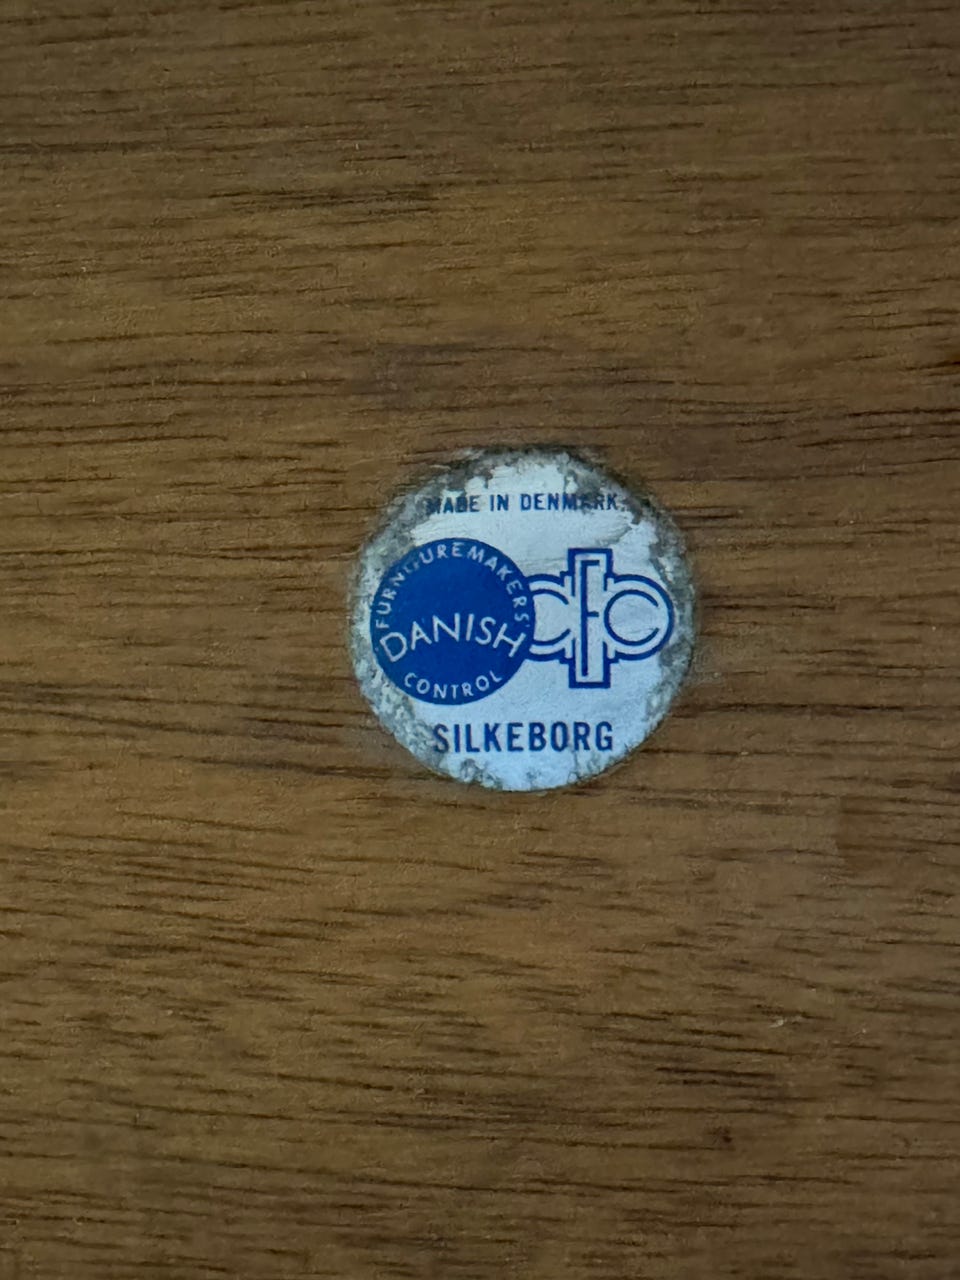 MADE IN DENMARK
FURNITUREMAKERS'
DANISH
CONTROL
CFC
SILKEBORG